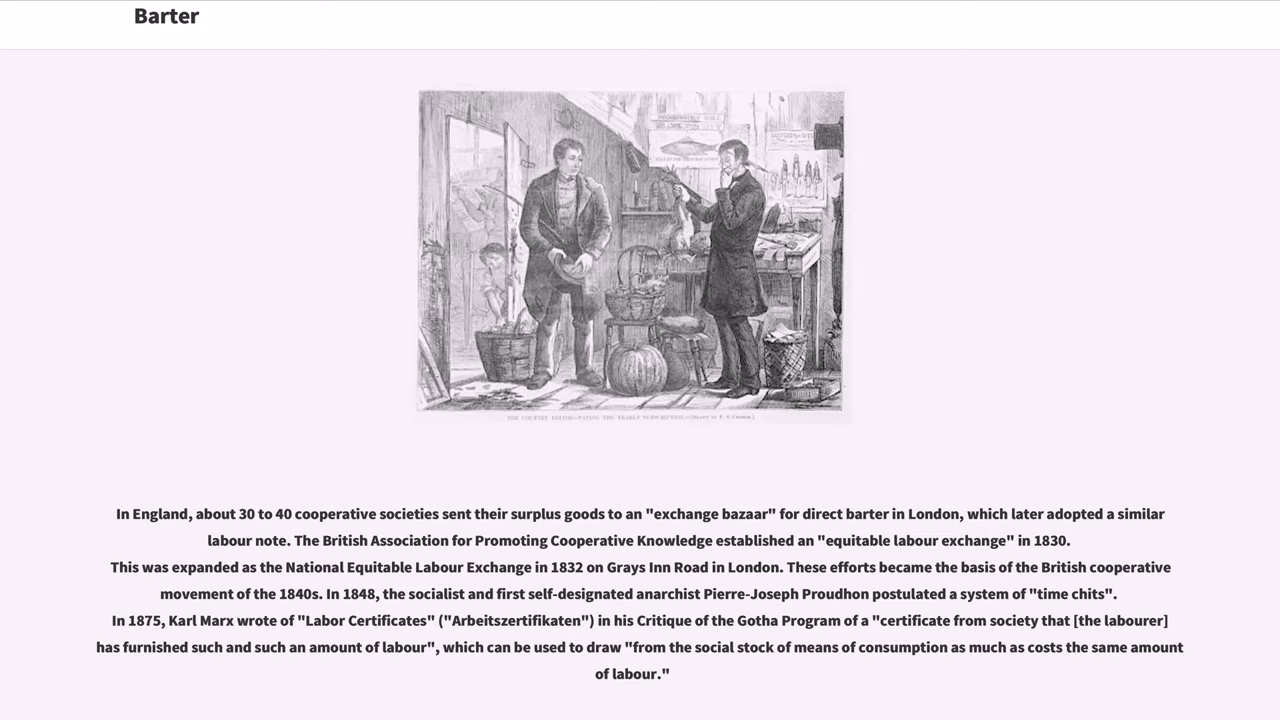 Barter
THE COUNTRY EDITOR—PAYING THE YEARLY SUBSCRIPTION.—
In England, about 30 to 40 cooperative societies sent their surplus goods to an "exchange bazaar" for direct barter in London, which later adopted a similar
labour note. The British Association for Promoting Cooperative Knowledge established an "equitable labour exchange" in 1830.
This was expanded as the National Equitable Labour Exchange in 1832 on Grays Inn Road in London. These efforts became the basis of the British cooperative
movement of the 1840s. In 1848, the socialist and first self-designated anarchist Pierre-Joseph Proudhon postulated a system of "time chits".
In 1875, Karl Marx wrote of "Labor Certificates" ("Arbeitszertifikaten") in his Critique of the Gotha Program of a "certificate from society that [the labourer]
has furnished such and such an amount of labour", which can be used to draw "from the social stock of means of consumption as much as costs the same amount
of labour."